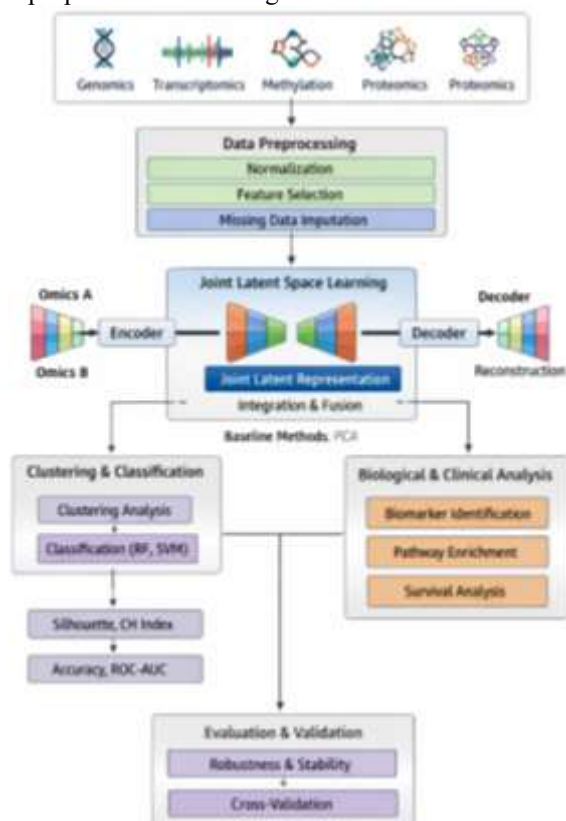 Genomics Transcriptomics Methylation Proteomics Proteomics
Data Preprocessing
Normalization
Feature Selection
Missing Data Imputation
Joint Latent Space Learning
Omics A
Encoder
Omics B
Decoder
Decoder
Reconstruction
Joint Latent Representation
Integration & Fusion
Baseline Methods: PCA
Clustering & Classification
Clustering Analysis
Classification (RF, SVM)
Silhouette, CH Index
Accuracy, ROC-AUC
Biological & Clinical Analysis
Biomarker Identification
Pathway Enrichment
Survival Analysis
Evaluation & Validation
Robustness & Stability
Cross-Validation